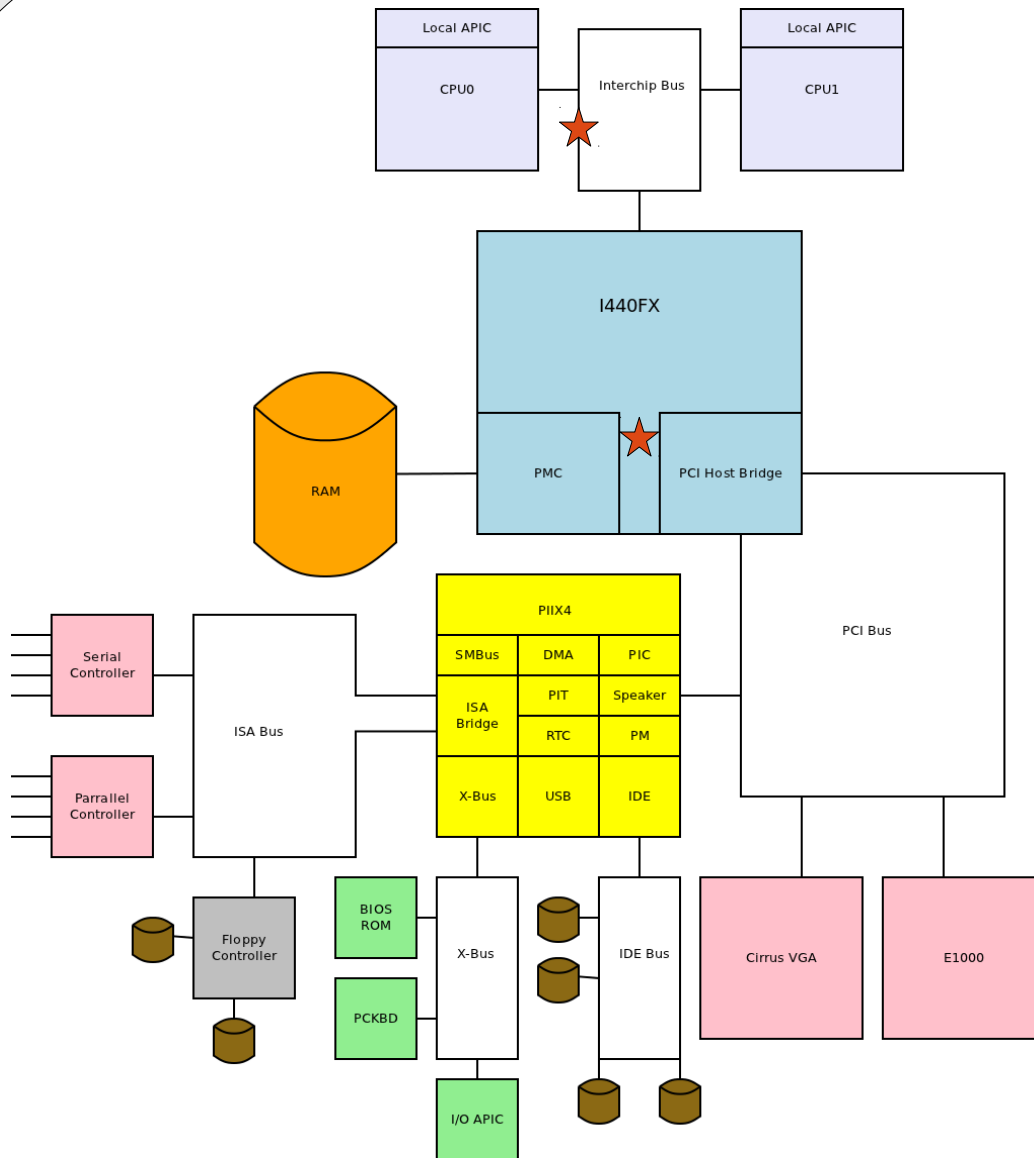 Local APIC
Local APIC
CPU0
Interchip Bus
CPU1
I440FX
PMC
PCI Host Bridge
RAM
PIIX4
PCI Bus
SMBus
DMA
PIC
Serial
Controller
ISA
Bridge
PIT
Speaker
ISA Bus
RTC
PM
Parrallel
Controller
X-Bus
USB
IDE
BIOS
ROM
Floppy
Controller
X-Bus
IDE Bus
Cirrus VGA
E1000
PCKBD
I/O APIC